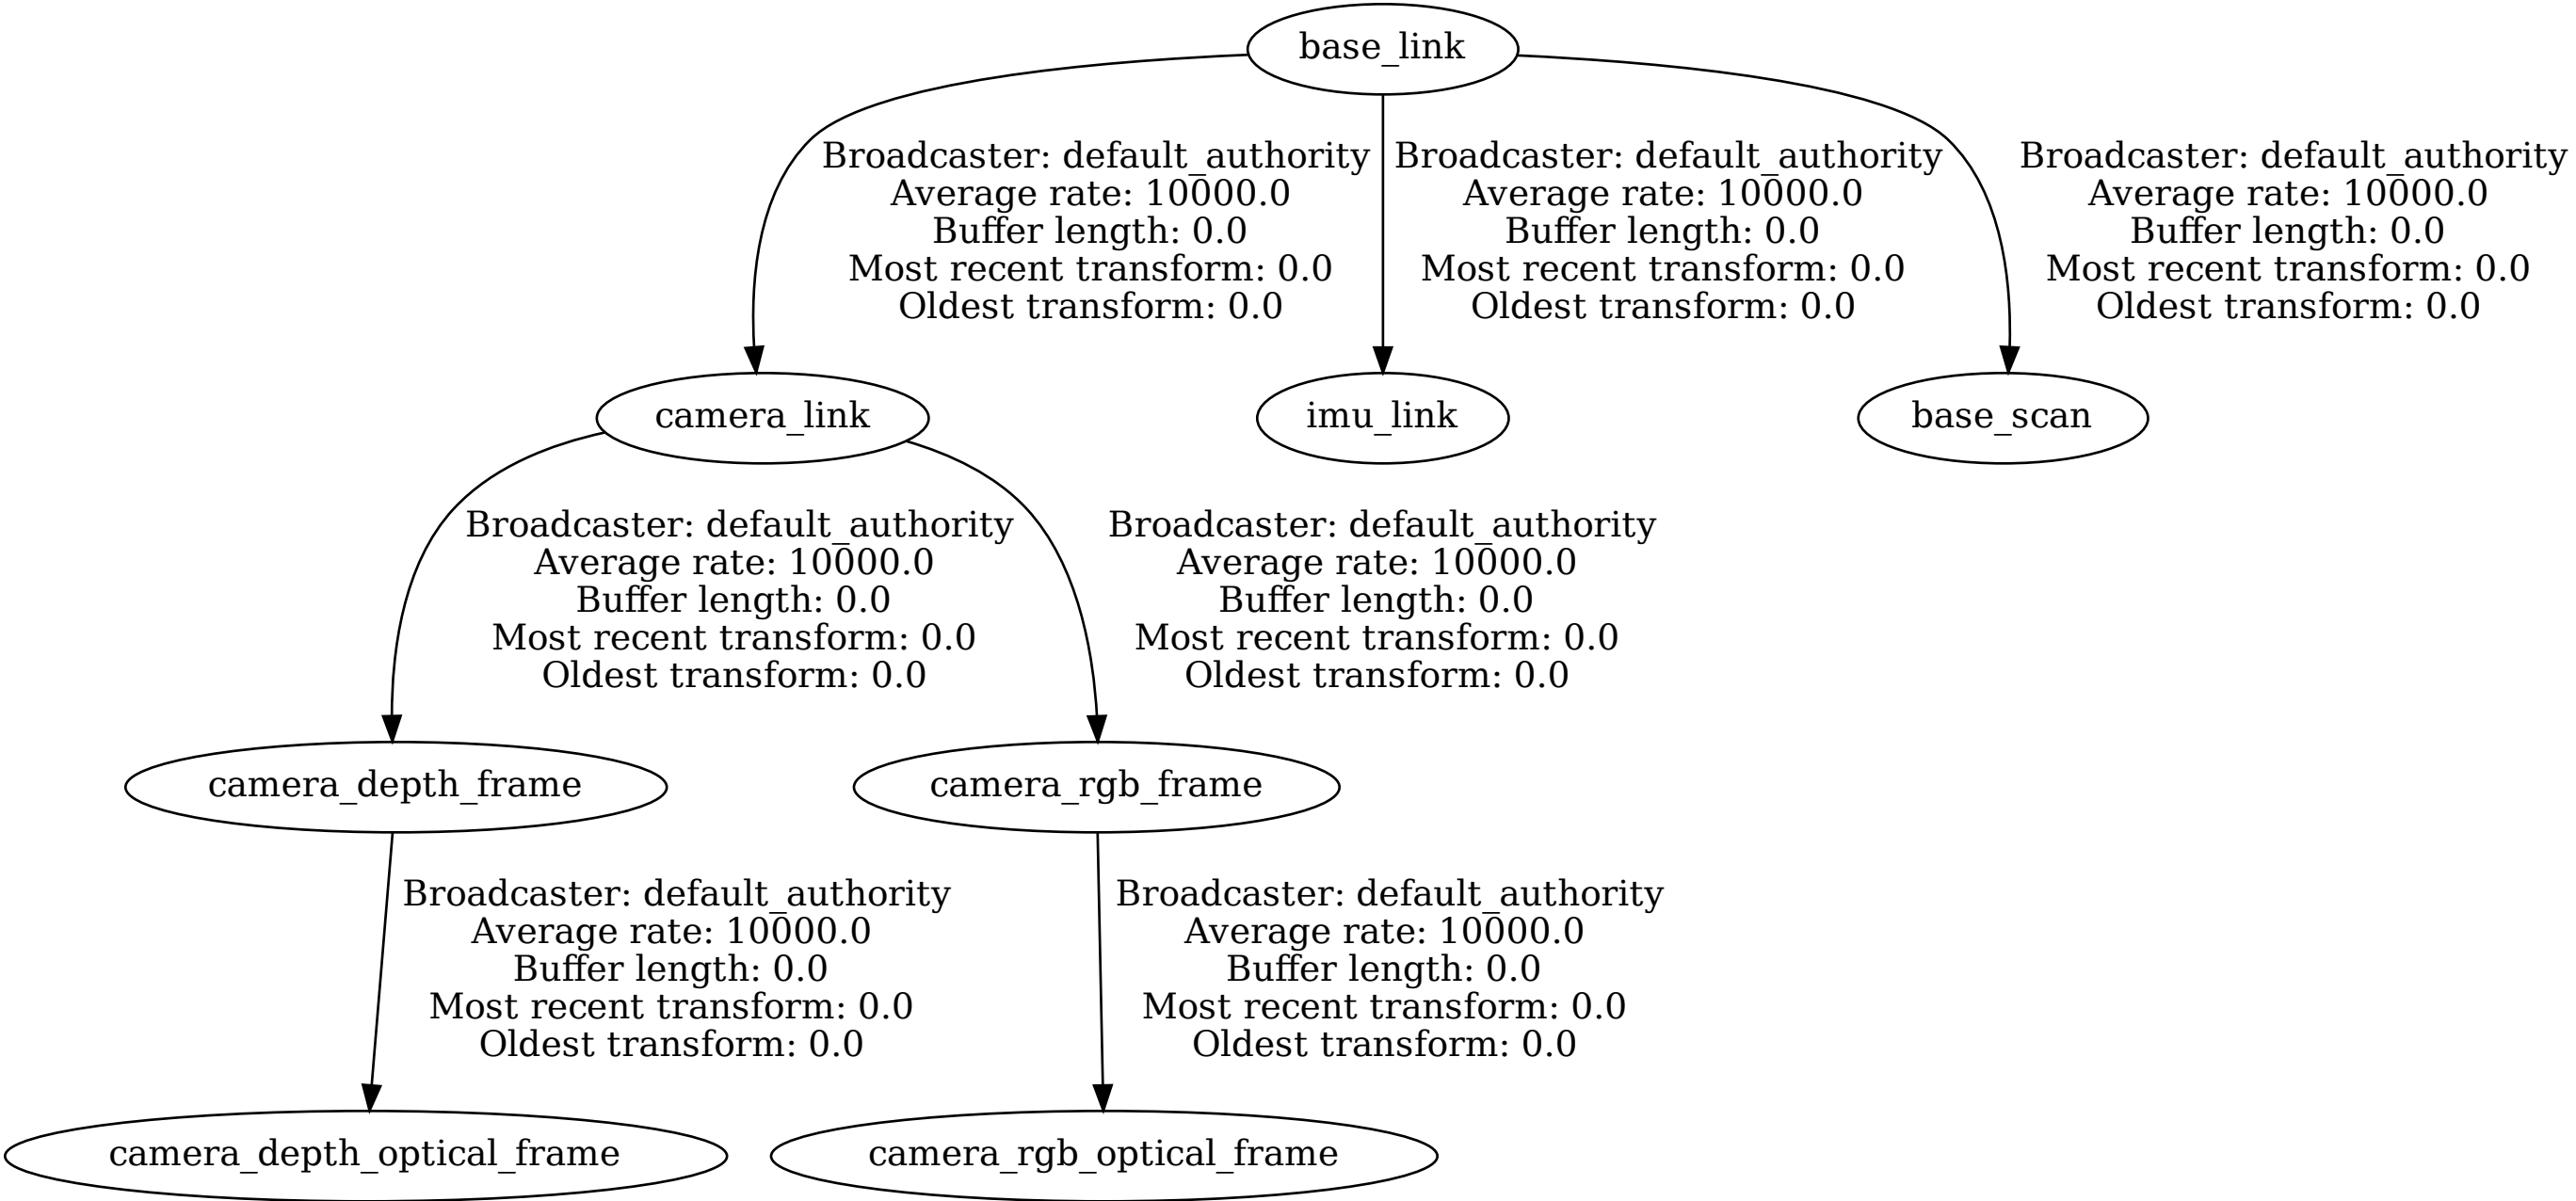 base_link
Broadcaster: default_authority
Average rate: 10000.0
Buffer length: 0.0
Most recent transform: 0.0
Oldest transform: 0.0
Broadcaster: default_authority
Average rate: 10000.0
Buffer length: 0.0
Most recent transform: 0.0
Oldest transform: 0.0
Broadcaster: default_authority
Average rate: 10000.0
Buffer length: 0.0
Most recent transform: 0.0
Oldest transform: 0.0
camera_link
imu_link
base_scan
Broadcaster: default_authority
Average rate: 10000.0
Buffer length: 0.0
Most recent transform: 0.0
Oldest transform: 0.0
Broadcaster: default_authority
Average rate: 10000.0
Buffer length: 0.0
Most recent transform: 0.0
Oldest transform: 0.0
camera_depth_frame
camera_rgb_frame
Broadcaster: default_authority
Average rate: 10000.0
Buffer length: 0.0
Most recent transform: 0.0
Oldest transform: 0.0
Broadcaster: default_authority
Average rate: 10000.0
Buffer length: 0.0
Most recent transform: 0.0
Oldest transform: 0.0
camera_depth_optical_frame
camera_rgb_optical_frame